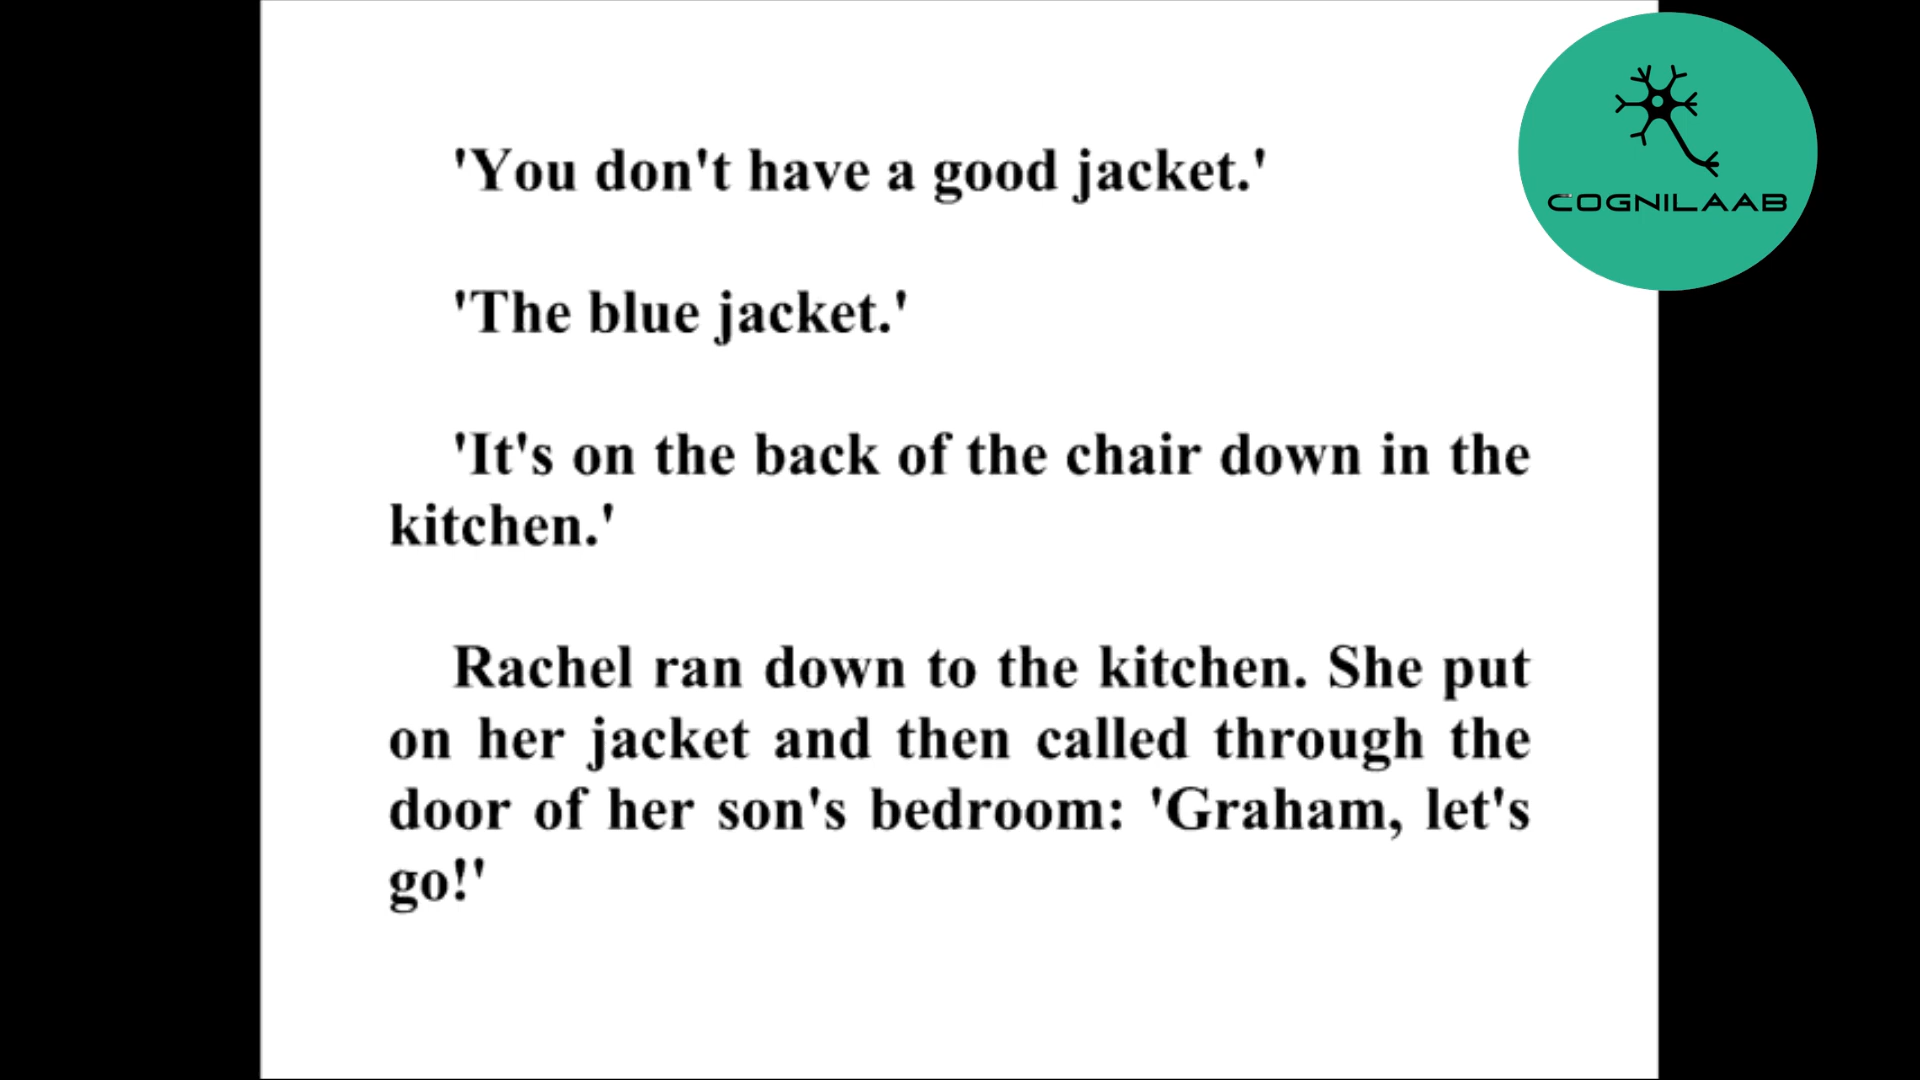 'You don't have a good jacket.'
'The blue jacket.'
'It's on the back of the chair down in the
kitchen.'
Rachel ran down to the kitchen. She put
on her jacket and then called through the
door of her son's bedroom: 'Graham, let's
go!'
COGNILAAB